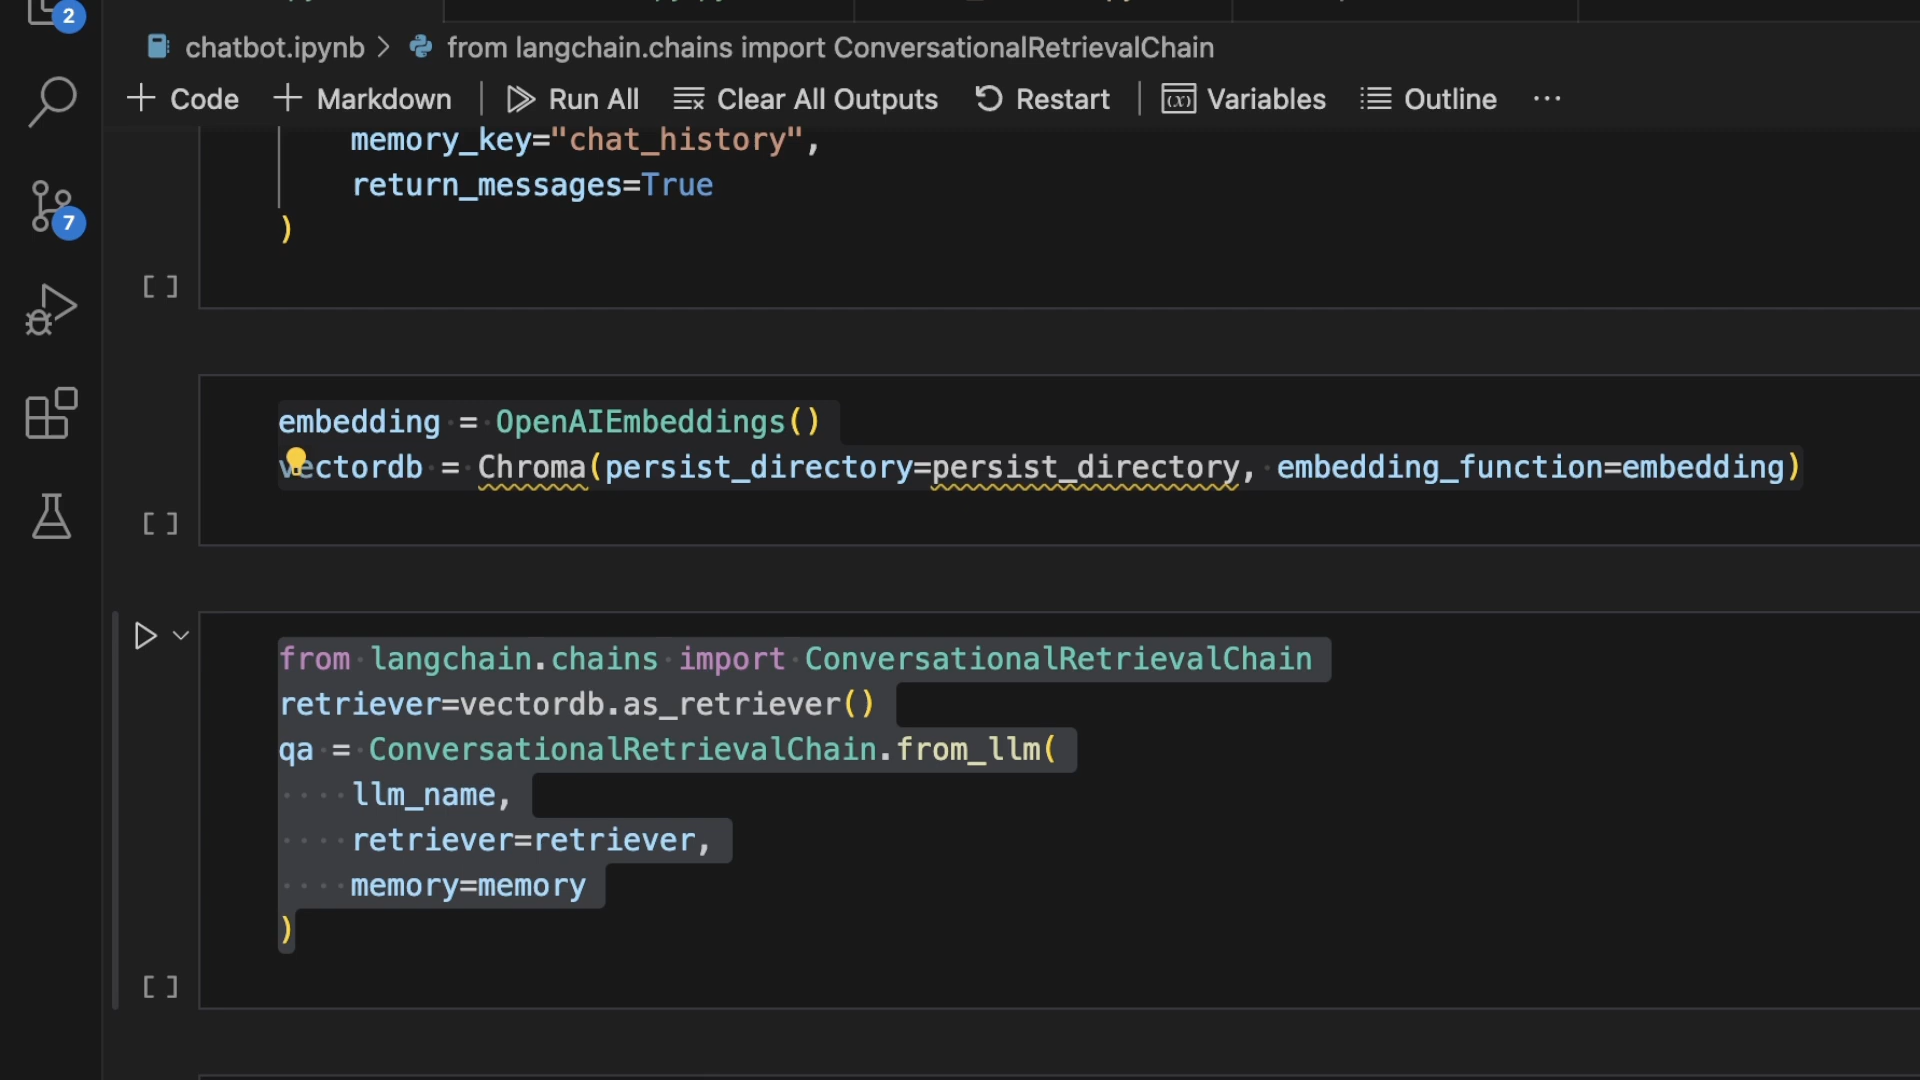 2
chatbot.ipynb > from langchain.chains import ConversationalRetrievalChain
+ Code + Markdown Run All Clear All Outputs Restart (x) Variables Outline ...
memory_key="chat_history",
return_messages=True
)
7
[ ]
embedding = OpenAIEmbeddings()
vectordb = Chroma(persist_directory=persist_directory, embedding_function=embedding)
[ ]
from langchain.chains import ConversationalRetrievalChain
retriever=vectordb.as_retriever()
qa = ConversationalRetrievalChain.from_llm(
llm_name,
retriever=retriever,
memory=memory
)
[ ]